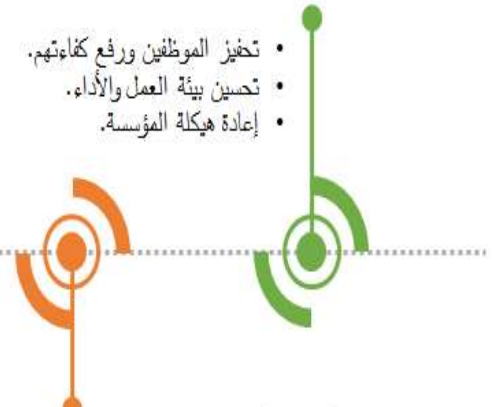 • تحفيز الموظفين ورفع كفاءتهم.
• تحسين بيئة العمل والأداء.
• إعادة هيكلة المؤسسة.